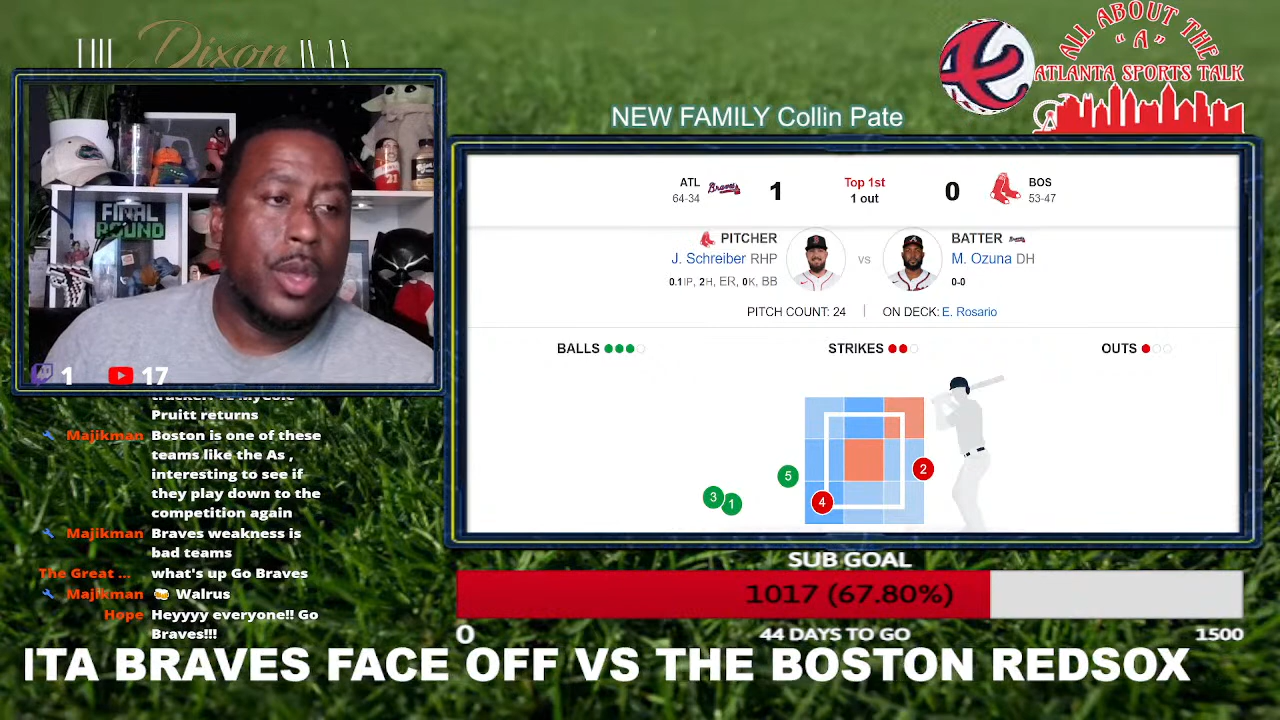 Dixon
ALL ABOUT THE
"A"
ATLANTA SPORTS TALK
NEW FAMILY Collin Pate
FINAL
ROUND
21
1
17
ATL
64-34
Braves
1
Top 1st
1 out
0
BOS
53-47
PITCHER
J. Schreiber RHP
0.1 IP, 2 H, ER, 0 K, BB
vs
BATTER
M. Ozuna DH
0-0
PITCH COUNT: 24 | ON DECK: E. Rosario
BALLS
STRIKES
OUTS
5
2
3
1
4
Pruitt returns
Majikman Boston is one of these
teams like the As ,
interesting to see if
they play down to the
competition again
Majikman Braves weakness is
bad teams
The Great ... what's up Go Braves
Majikman 🍻 Walrus
Hope Heyyyy everyone!! Go
Braves!!!
SUB GOAL
1017 (67.80%)
0
44 DAYS TO GO
1500
ITA BRAVES FACE OFF VS THE BOSTON REDSOX